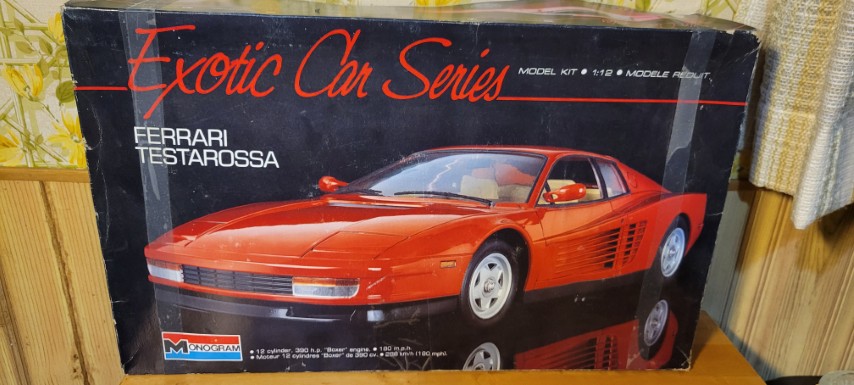 Exotic Car Series
MODEL KIT • 1:12 • MODELE REDUIT
FERRARI
TESTAROSSA
MONOGRAM
• 12 cylinder, 390 h.p. "Boxer" engine. • 180 m.p.h.
• Moteur 12 cylindres "Boxer" de 390 cv. • 298 km/h (180 mph).